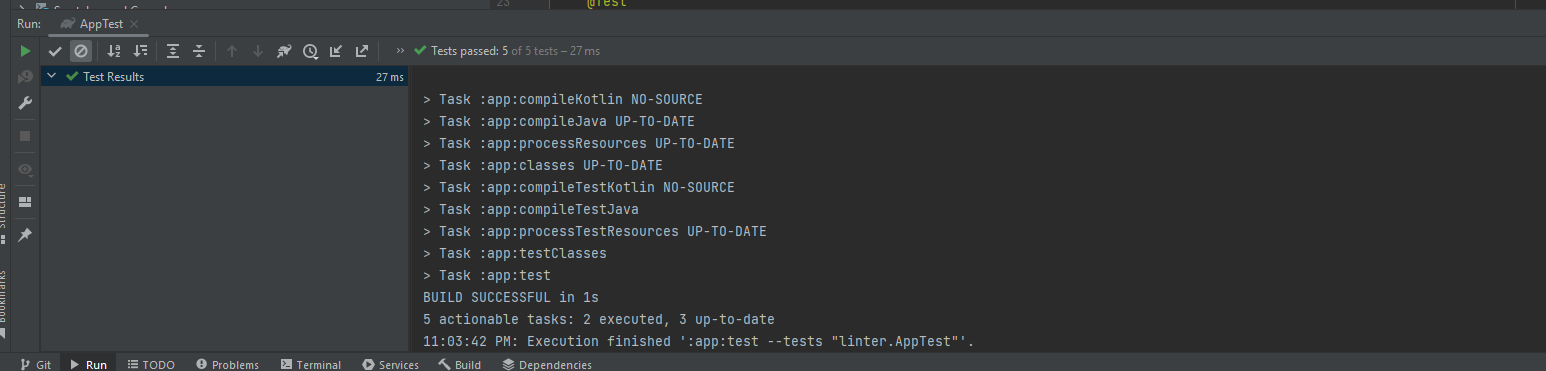 23 @Test
Run: AppTest
Tests passed: 5 of 5 tests – 27 ms
Test Results 27 ms
> Task :app:compileKotlin NO-SOURCE
> Task :app:compileJava UP-TO-DATE
> Task :app:processResources UP-TO-DATE
> Task :app:classes UP-TO-DATE
> Task :app:compileTestKotlin NO-SOURCE
> Task :app:compileTestJava
> Task :app:processTestResources UP-TO-DATE
> Task :app:testClasses
> Task :app:test
BUILD SUCCESSFUL in 1s
5 actionable tasks: 2 executed, 3 up-to-date
11:03:42 PM: Execution finished ':app:test --tests "linter.AppTest"'.
Structure
Bookmarks
Git Run TODO Problems Terminal Services Build Dependencies